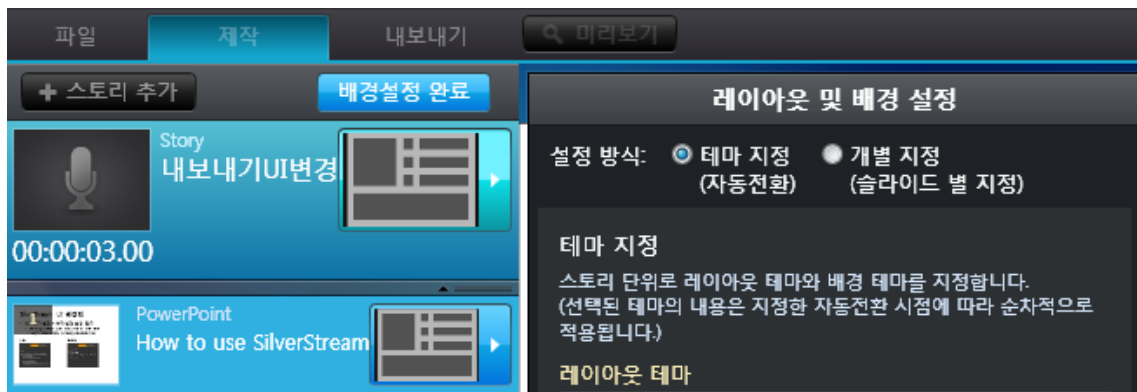 파일
제작
내보내기
미리보기
+ 스토리 추가
배경설정 완료
Story
내보내기UI변경
00:00:03.00
PowerPoint
How to use SilverStream
1
레이아웃 및 배경 설정
설정 방식:
테마 지정
(자동전환)
개별 지정
(슬라이드 별 지정)
테마 지정
스토리 단위로 레이아웃 테마와 배경 테마를 지정합니다.
(선택된 테마의 내용은 지정한 자동전환 시점에 따라 순차적으로
적용됩니다.)
레이아웃 테마